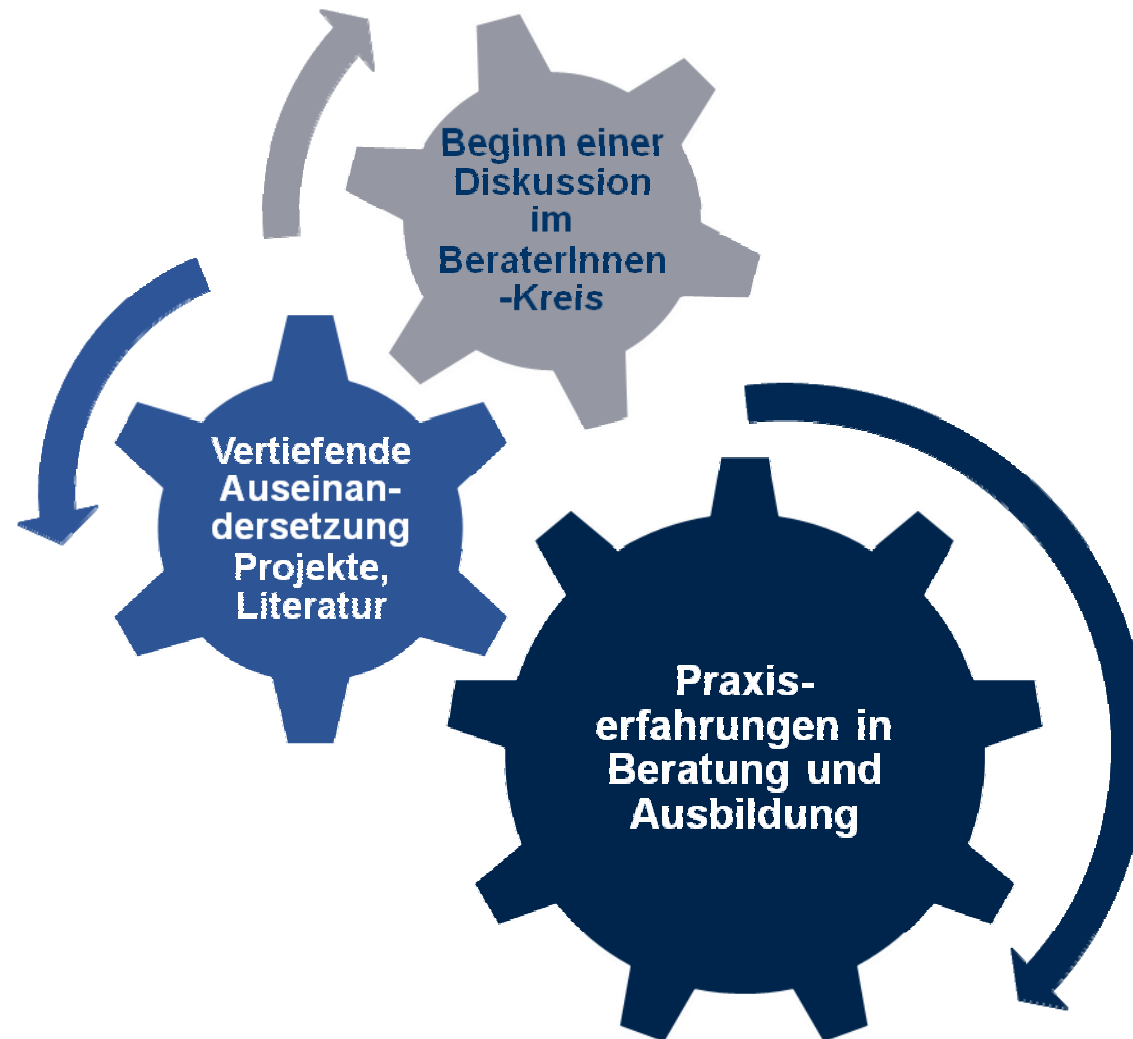 Beginn einer
Diskussion
im
BeraterInnen
-Kreis
Vertiefende
Auseinan-
dersetzung
Projekte,
Literatur
Praxis-
erfahrungen in
Beratung und
Ausbildung